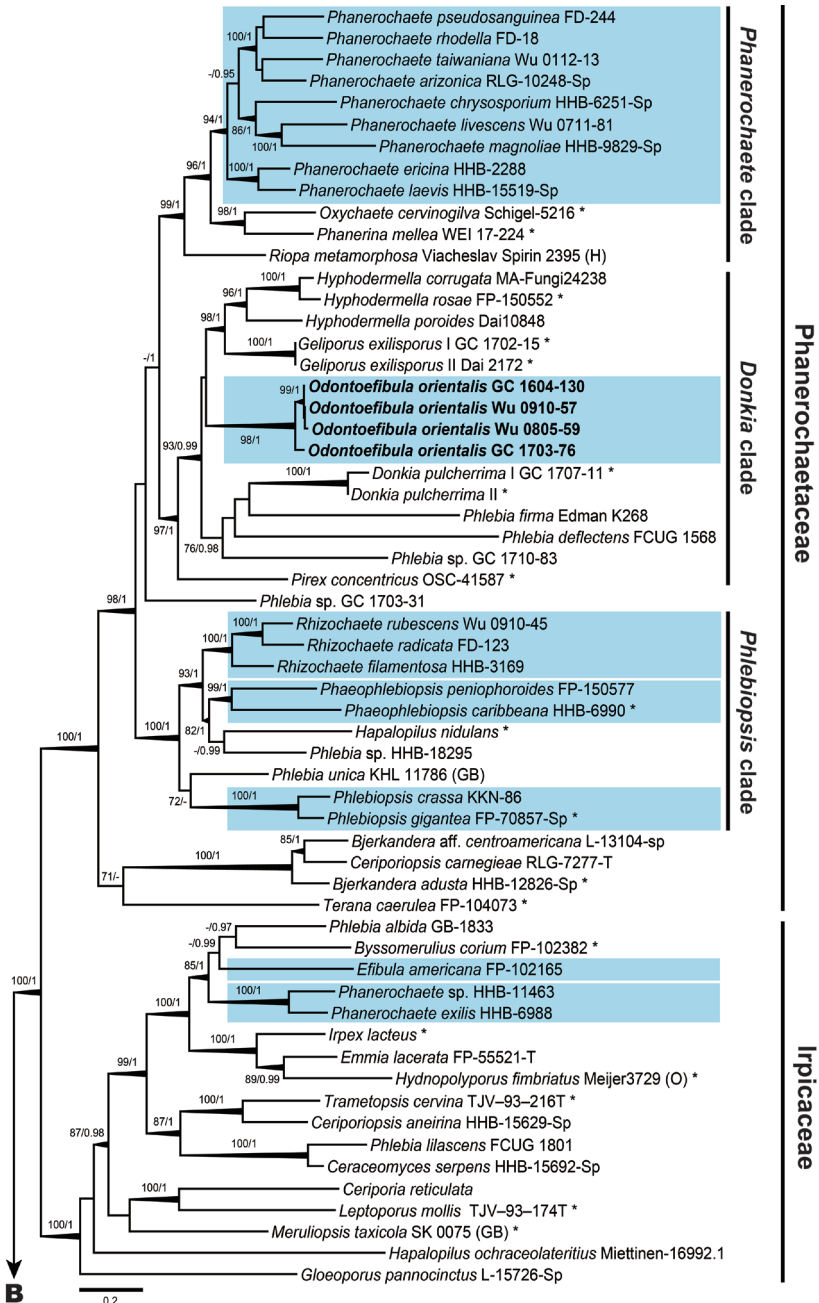 Phanerochaete pseudosanguinea FD-244
100/1
Phanerochaete rhodella FD-18
Phanerochaete taiwaniana Wu 0112-13
-/0.95
Phanerochaete arizonica RLG-10248-Sp
Phanerochaete chrysosporium HHB-6251-Sp
94/1
86/1
Phanerochaete livescens Wu 0711-81
100/1
Phanerochaete magnoliae HHB-9829-Sp
96/1
100/1
Phanerochaete ericina HHB-2288
Phanerochaete laevis HHB-15519-Sp
99/1
98/1
Oxychaete cervinogilva Schigel-5216 *
Phanerina mellea WEI 17-224 *
Riopa metamorphosa Viacheslav Spirin 2395 (H)
Phanerochaete clade
100/1
Hyphodermella corrugata MA-Fungi24238
96/1
Hyphodermella rosae FP-150552 *
98/1
Hyphodermella poroides Dai10848
100/1
Geliporus exilisporus I GC 1702-15 *
-/1
Geliporus exilisporus II Dai 2172 *
99/1
Odontoefibula orientalis GC 1604-130
Odontoefibula orientalis Wu 0910-57
Odontoefibula orientalis Wu 0805-59
98/1
Odontoefibula orientalis GC 1703-76
93/0.99
100/1
Donkia pulcherrima I GC 1707-11 *
Donkia pulcherrima II *
Phlebia firma Edman K268
97/1
Phlebia deflectens FCUG 1568
76/0.98
Phlebia sp. GC 1710-83
Pirex concentricus OSC-41587 *
Donkia clade
98/1
Phlebia sp. GC 1703-31
100/1
100/1
Rhizochaete rubescens Wu 0910-45
Rhizochaete radicata FD-123
Rhizochaete filamentosa HHB-3169
93/1
99/1
Phaeophlebiopsis peniophoroides FP-150577
Phaeophlebiopsis caribbeana HHB-6990 *
82/1
100/1
Hapalopilus nidulans *
-/0.99
Phlebia sp. HHB-18295
100/1
Phlebia unica KHL 11786 (GB)
72/-
100/1
Phlebiopsis crassa KKN-86
Phlebiopsis gigantea FP-70857-Sp *
Phlebiopsis clade
85/1
Bjerkandera aff. centroamericana L-13104-sp
100/1
Ceriporiopsis carnegieae RLG-7277-T
71/-
Bjerkandera adusta HHB-12826-Sp *
Terana caerulea FP-104073 *
Phanerochaetaceae
-/0.97
Phlebia albida GB-1833
-/0.99
Byssomerulius corium FP-102382 *
85/1
Efibula americana FP-102165
100/1
100/1
Phanerochaete sp. HHB-11463
100/1
Phanerochaete exilis HHB-6988
Irpex lacteus *
100/1
Emmia lacerata FP-55521-T
99/1
89/0.99
Hydnopolyporus fimbriatus Meijer3729 (O) *
100/1
Trametopsis cervina TJV–93–216T *
87/1
Ceriporiopsis aneirina HHB-15629-Sp
87/0.98
100/1
Phlebia lilascens FCUG 1801
Ceraceomyces serpens HHB-15692-Sp
100/1
Ceriporia reticulata
Leptoporus mollis TJV–93–174T *
100/1
Meruliopsis taxicola SK 0075 (GB) *
Hapalopilus ochraceolateritius Miettinen-16992.1
Gloeoporus pannocinctus L-15726-Sp
Irpicaceae
B
0.2